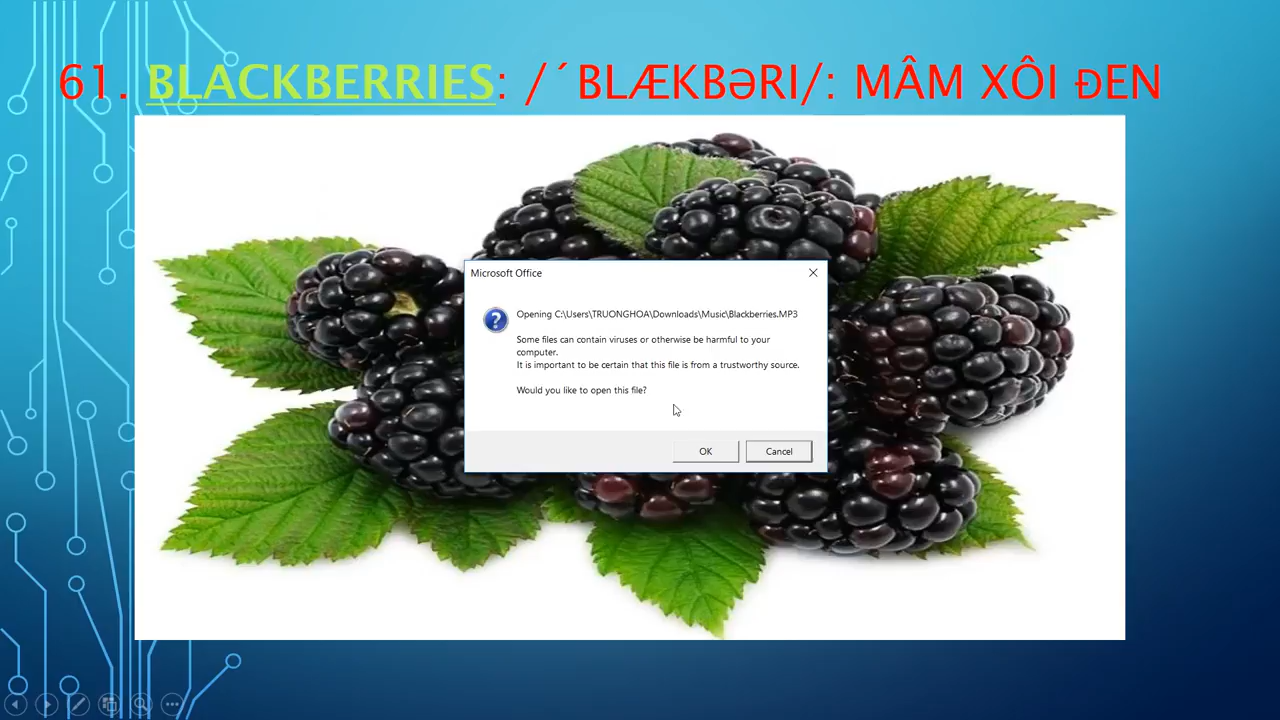 61. BLACKBERRIES: /´BLÆKBƏRI/: MÂM XÔI ĐEN
Microsoft Office
Opening C:\Users\TRUONGHOA\Downloads\Music\Blackberries.MP3
Some files can contain viruses or otherwise be harmful to your
computer.
It is important to be certain that this file is from a trustworthy source.
Would you like to open this file?
OK Cancel